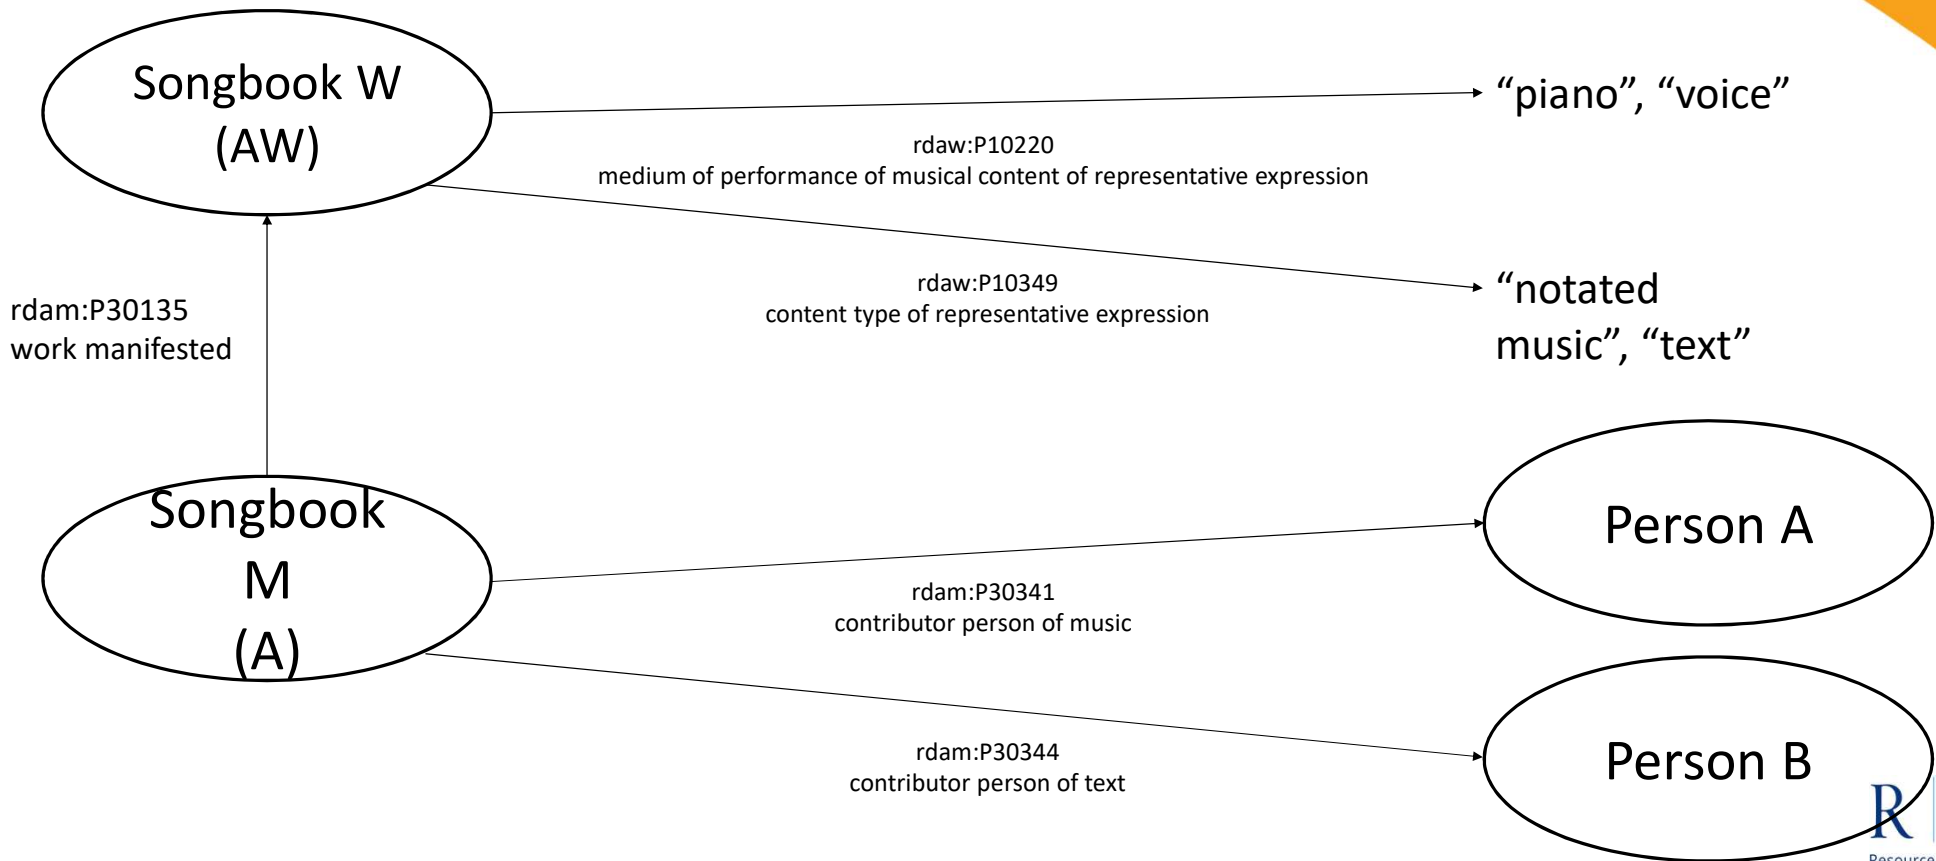 Songbook W
(AW)
“piano”, “voice”
rdaw:P10220
medium of performance of musical content of representative expression
rdaw:P10349
content type of representative expression
“notated
music”, “text”
rdam:P30135
work manifested
Songbook
M
(A)
Person A
rdam:P30341
contributor person of music
rdam:P30344
contributor person of text
Person B
R
Resource